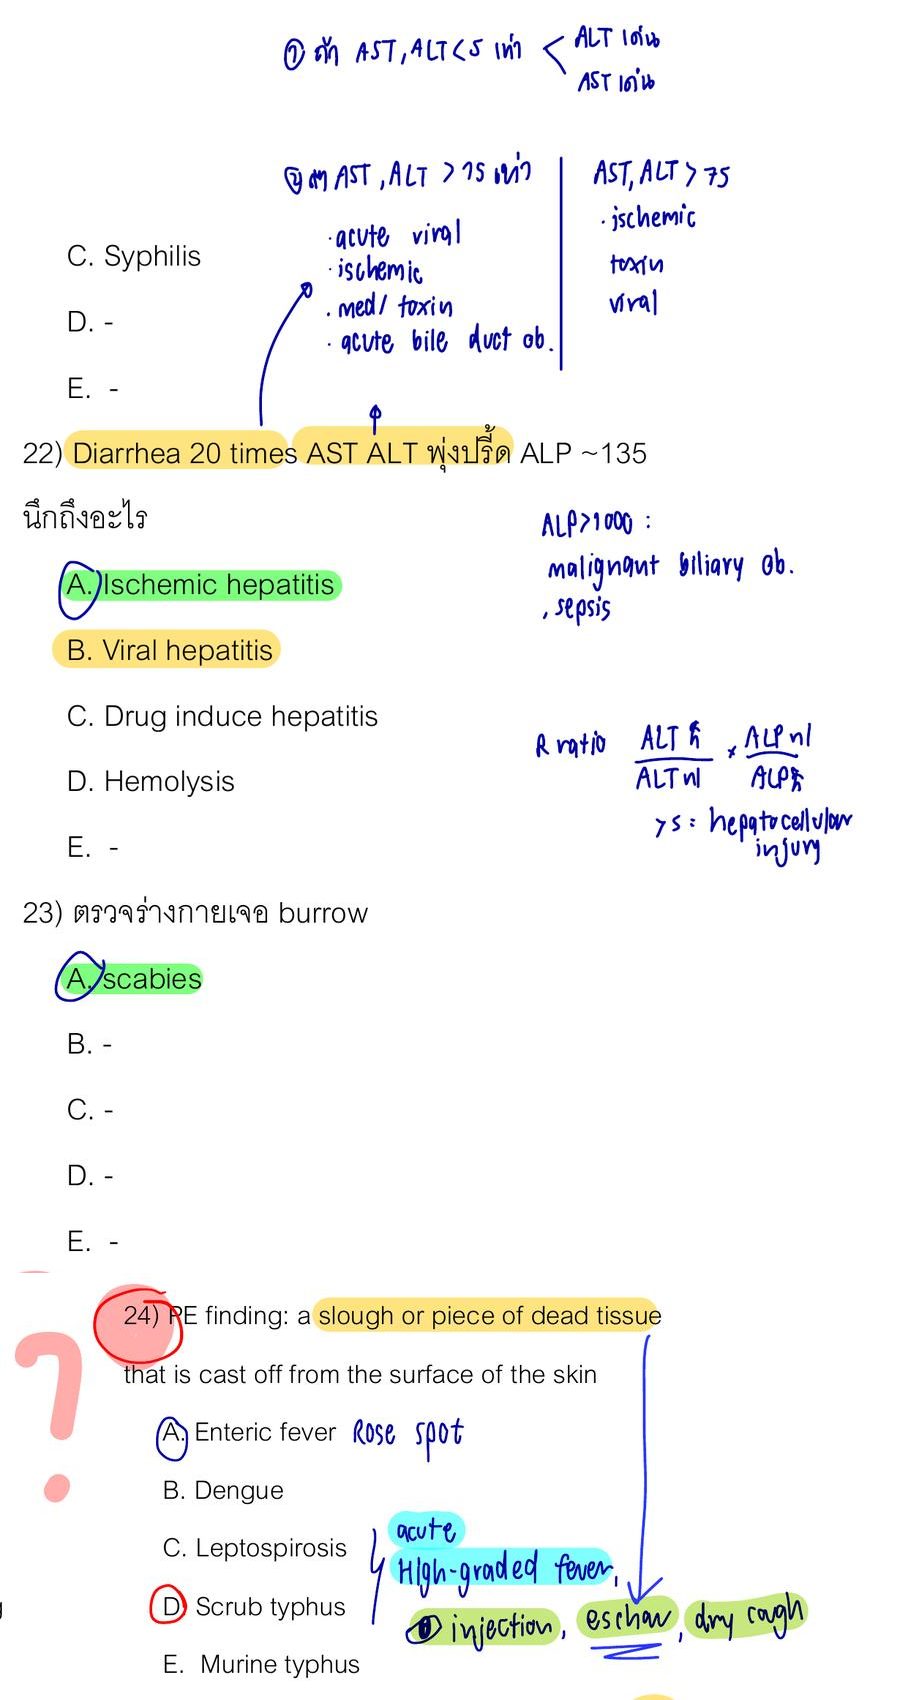 ① ถ้า AST, ALT < 5 เท่า < ALT เด่น
AST เด่น
② ถ้า AST, ALT > 15 เท่า
· acute viral
· ischemic
· med / toxin
· acute bile duct ob.
AST, ALT > 75
· ischemic
toxin
viral
C. Syphilis
D. -
E. -
22) Diarrhea 20 times AST ALT พุ่งปรี้ด ALP ~135
นึกถึงอะไร
A. Ischemic hepatitis
B. Viral hepatitis
C. Drug induce hepatitis
D. Hemolysis
E. -
ALP>1000 :
malignant biliary ob.
, sepsis
R ratio ALT / ALT nl × ALP nl / ALP
>5 = hepatocellular
injury
23) ตรวจร่างกายเจอ burrow
A. scabies
B. -
C. -
D. -
E. -
?
24) PE finding: a slough or piece of dead tissue
that is cast off from the surface of the skin
A. Enteric fever Rose spot
B. Dengue
C. Leptospirosis
D. Scrub typhus
E. Murine typhus
acute
High-graded fever,
injection, eschar, dry cough